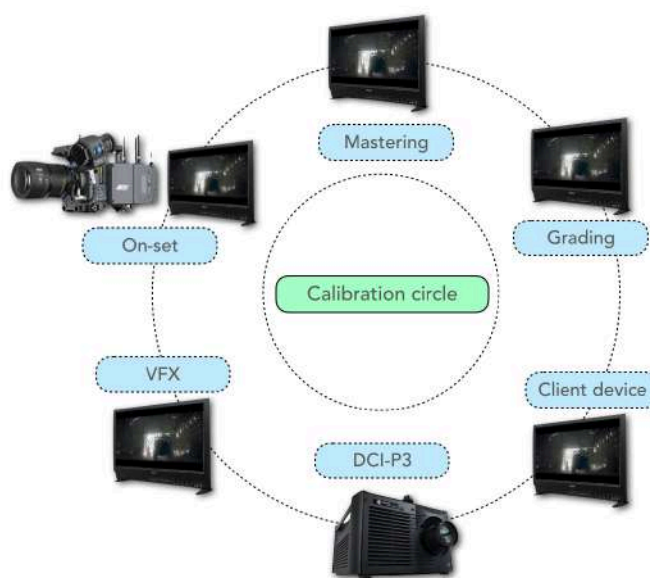 Mastering
On-set
Grading
Calibration circle
VFX
Client device
DCI-P3